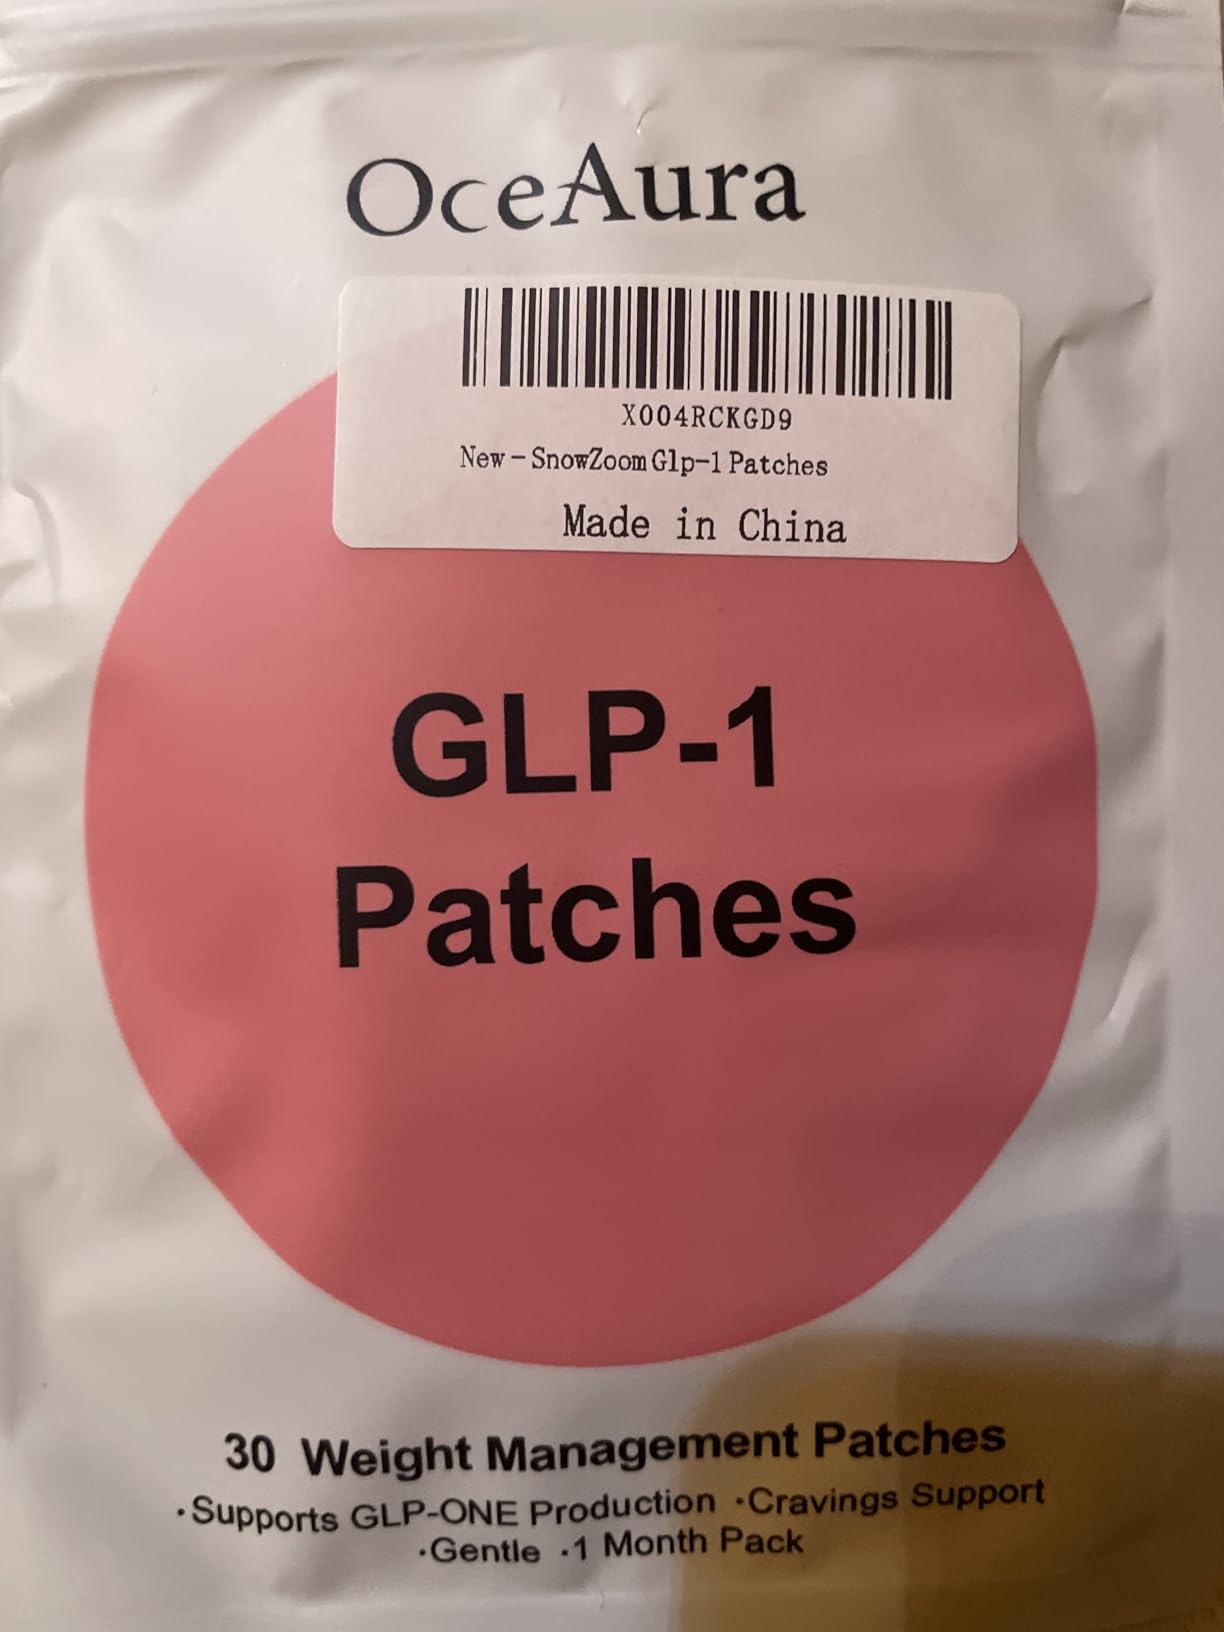 OceAura
X004RCKGD9
New - SnowZoom Glp-1 Patches
Made in China
GLP-1
Patches
30 Weight Management Patches
·Supports GLP-ONE Production ·Cravings Support
·Gentle ·1 Month Pack